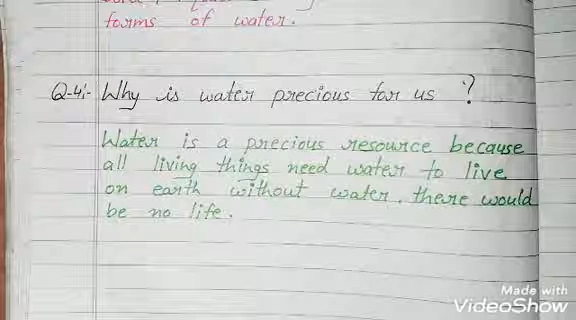 forms of water.
Q-4:- Why is water precious for us ?
Water is a precious resource because
all living things need water to live
on earth without water, there would
be no life.
Made with
VideoShow